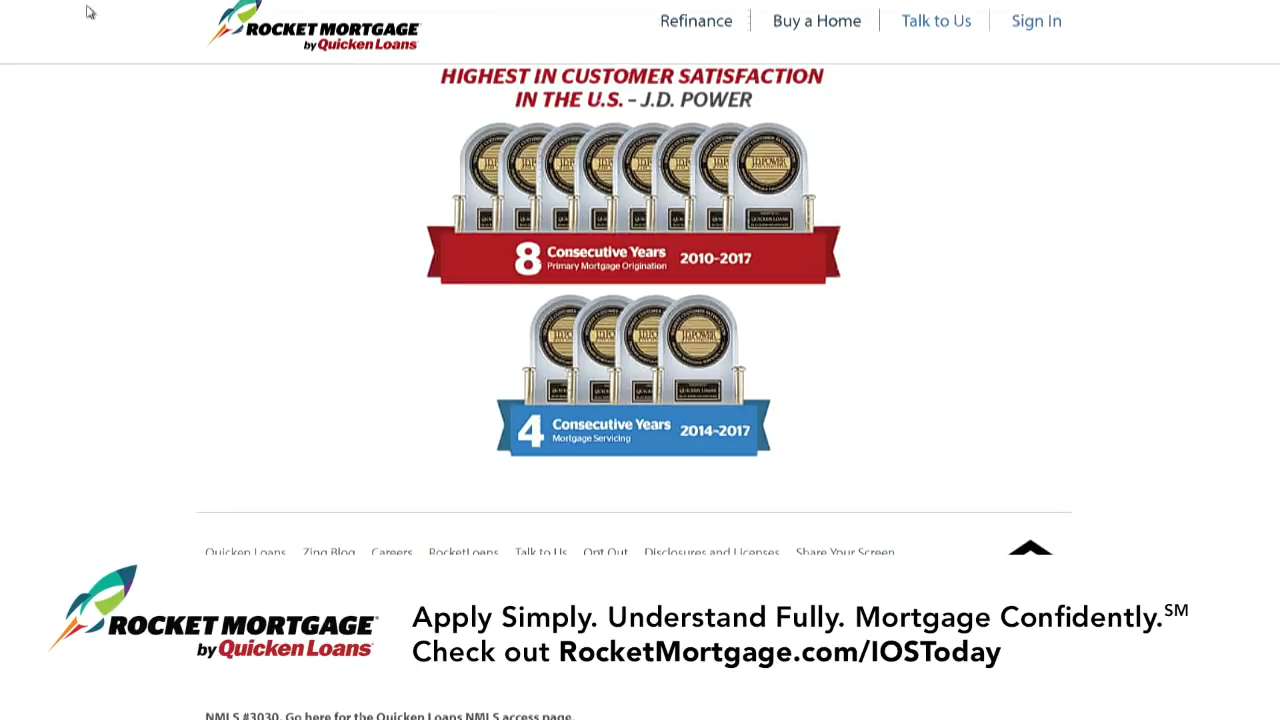 ROCKET MORTGAGE
by Quicken Loans
Refinance
Buy a Home
Talk to Us
Sign In
HIGHEST IN CUSTOMER SATISFACTION
IN THE U.S. – J.D. POWER
8 Consecutive Years 2010-2017
Primary Mortgage Origination
4 Consecutive Years 2014-2017
Mortgage Servicing
Quicken Loans Zing Blog Careers RocketLoans Talk to Us Opt Out Disclosures and Licenses Share Your Screen
ROCKET MORTGAGE
by Quicken Loans
Apply Simply. Understand Fully. Mortgage Confidently.SM
Check out RocketMortgage.com/IOSToday
NMLS #3030. Go here for the Quicken Loans NMLS access page.